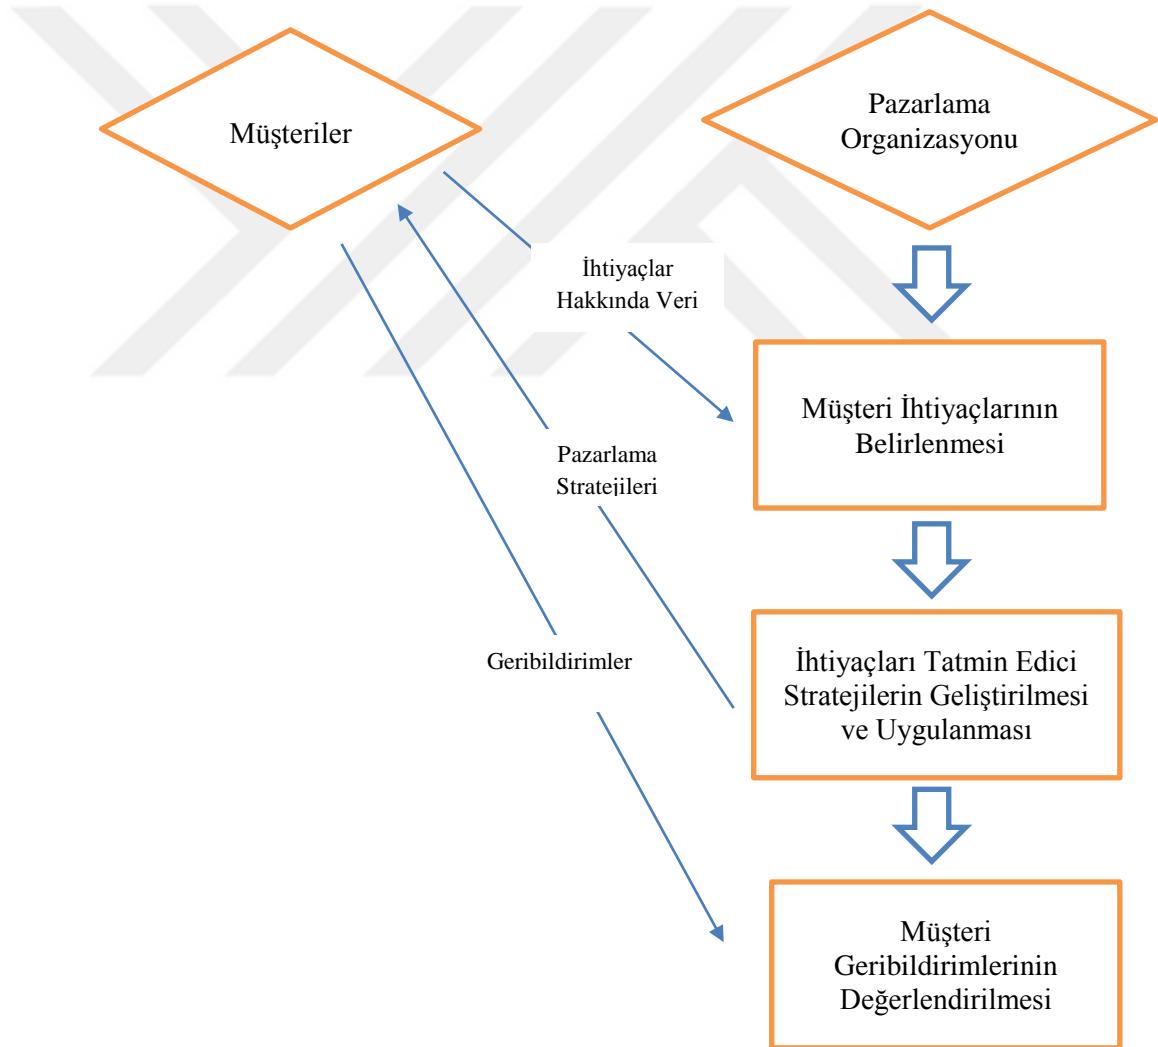 Müşteriler
Pazarlama
Organizasyonu
İhtiyaçlar
Hakkında Veri
Müşteri İhtiyaçlarının
Belirlenmesi
Pazarlama
Stratejileri
Geribildirimler
İhtiyaçları Tatmin Edici
Stratejilerin Geliştirilmesi
ve Uygulanması
Müşteri
Geribildirimlerinin
Değerlendirilmesi